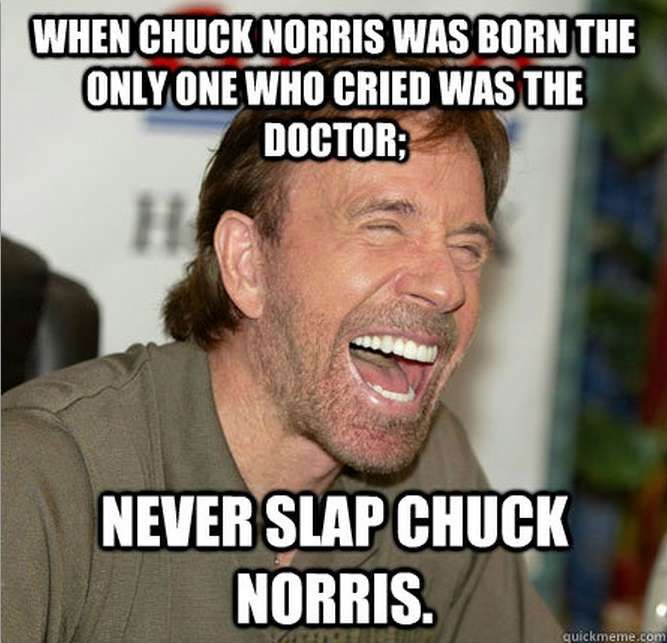 WHEN CHUCK NORRIS WAS BORN THE
ONLY ONE WHO CRIED WAS THE
DOCTOR;
NEVER SLAP CHUCK
NORRIS.
quickmeme.com